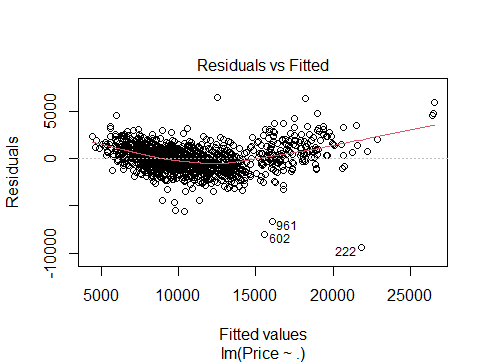 Residuals vs Fitted
Residuals
5000
0
-10000
961
602
222
5000
10000
15000
20000
25000
Fitted values
lm(Price ~ .)